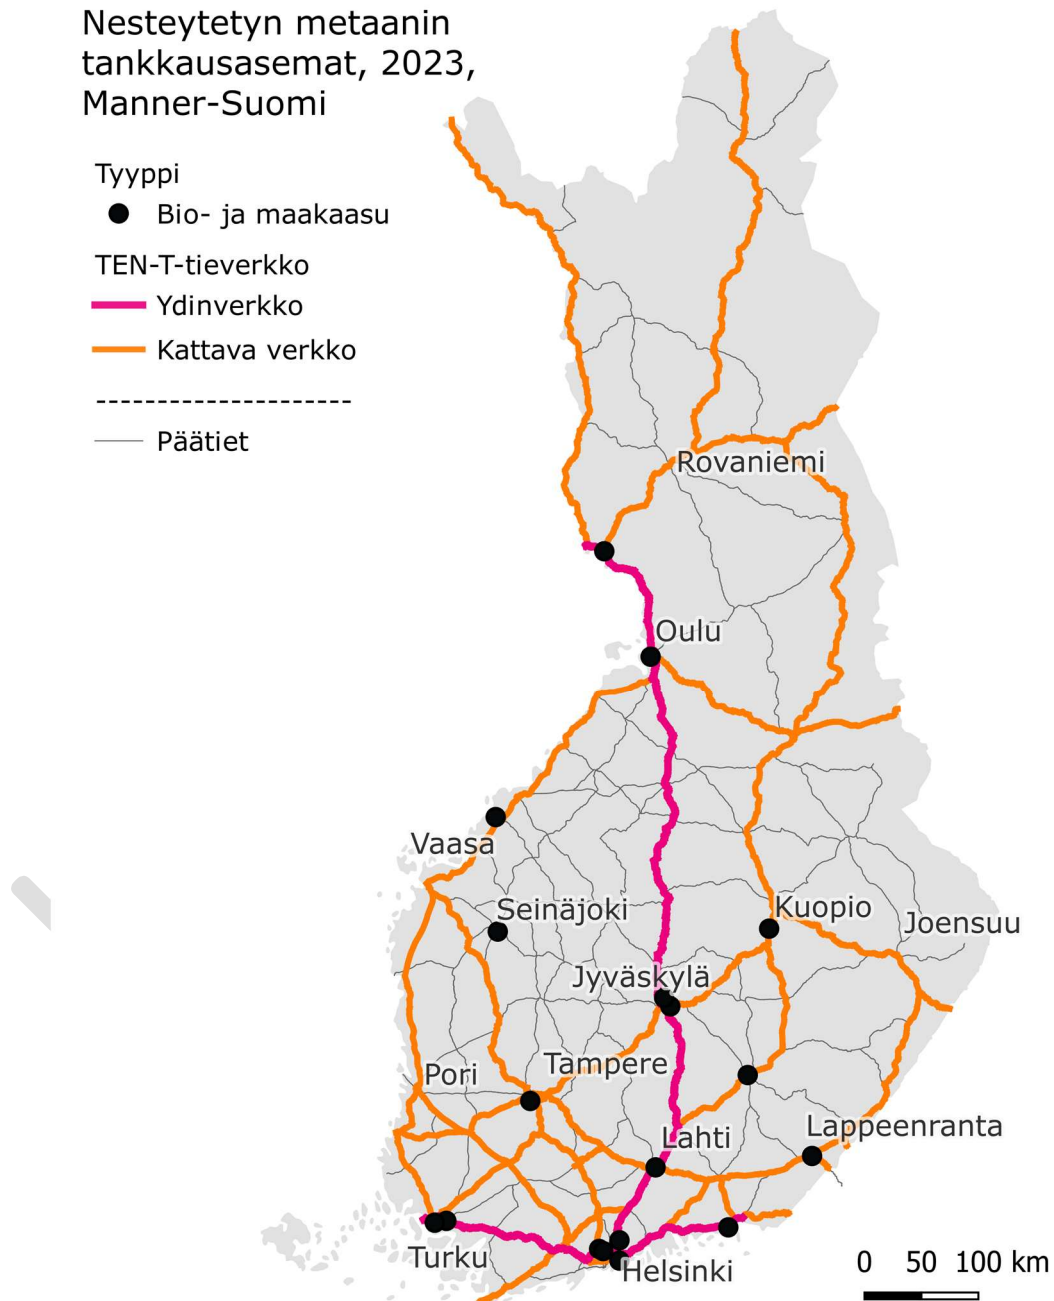 Nesteytetyn metaanin
tankkausasemat, 2023,
Manner-Suomi
Tyyppi
Bio- ja maakaasu
TEN-T-tieverkko
Ydinverkko
Kattava verkko
---------------------
Päätiet
Rovaniemi
Oulu
Vaasa
Seinäjoki
Kuopio
Joensuu
Jyväskylä
Tampere
Pori
Lappeenranta
Lahti
Turku
Helsinki
0 50 100 km